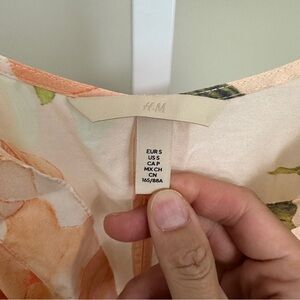 H&M
EUR S
US S
CA P
MX CH
CN
165/88A